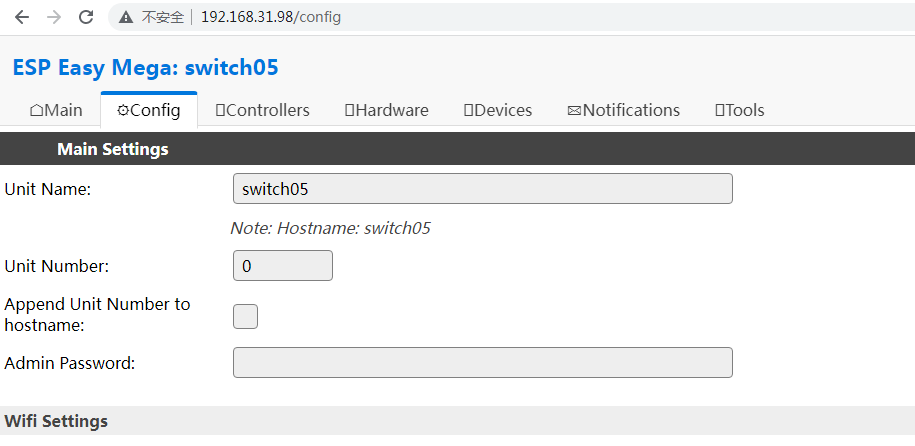 不安全 192.168.31.98/config
ESP Easy Mega: switch05
Main Config Controllers Hardware Devices Notifications Tools
Main Settings
Unit Name: switch05
Note: Hostname: switch05
Unit Number: 0
Append Unit Number to
hostname:
Admin Password:
Wifi Settings